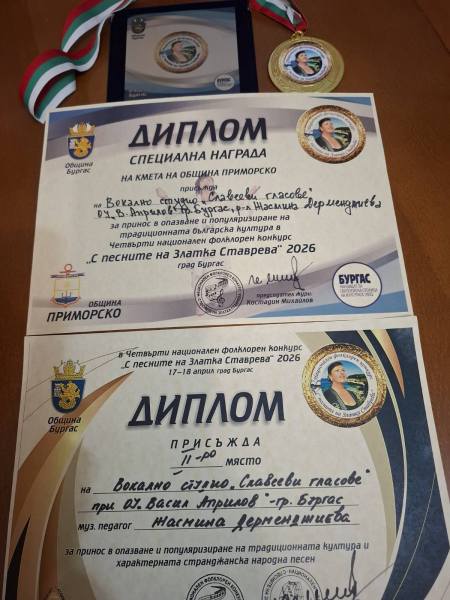 Община
Бургас
ДИПЛОМ
СПЕЦИАЛНА НАГРАДА
НА КМЕТА НА ОБЩИНА ПРИМОРСКО
присъжда
на Вокално студио „Славееви гласове"
ОУ „В. Априлов" гр. Бургас, р-л Жасмина Дерменджиева
за принос в опазване и популяризиране на
традиционната българска култура в
Четвърти национален фолклорен конкурс
„С песните на Златка Ставрева" 2026
град Бургас
ОБЩИНА
ПРИМОРСКО
председател жури:
Костадин Михайлов
БУРГАС
в Четвърти национален фолклорен конкурс
„С песните на Златка Ставрева" 2026
17-18 април град Бургас
Община
Бургас
ДИПЛОМ
ПРИСЪЖДА
II-ро място
на Вокално студио „Славееви гласове"
при ОУ „Васил Априлов" - гр. Бургас
муз. педагог Жасмина Дерменджиева
за принос в опазване и популяризиране на традиционната култура и
характерната странджанска народна песен